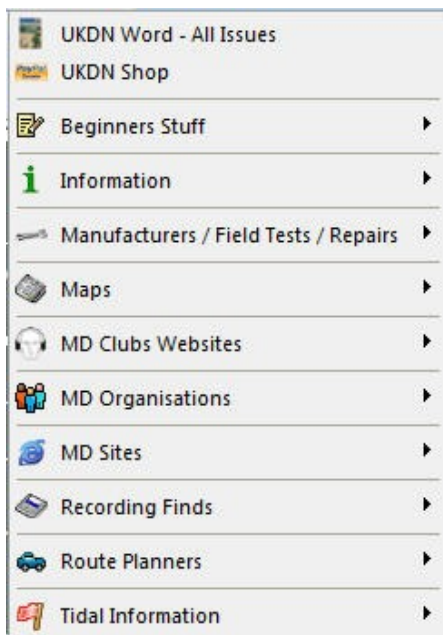 UKDN Word - All Issues
UKDN Shop
Beginners Stuff
Information
Manufacturers / Field Tests / Repairs
Maps
MD Clubs Websites
MD Organisations
MD Sites
Recording Finds
Route Planners
Tidal Information